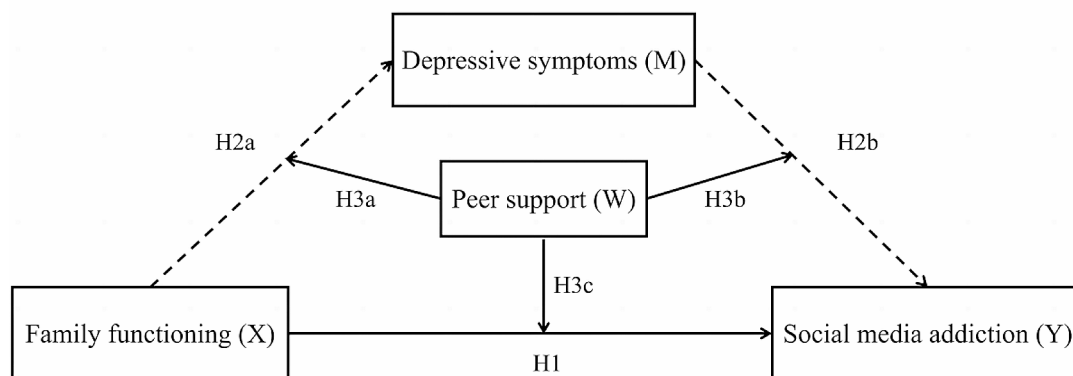 Depressive symptoms (M)
H2a
H2b
Peer support (W)
H3a
H3b
H3c
Family functioning (X)
Social media addiction (Y)
H1